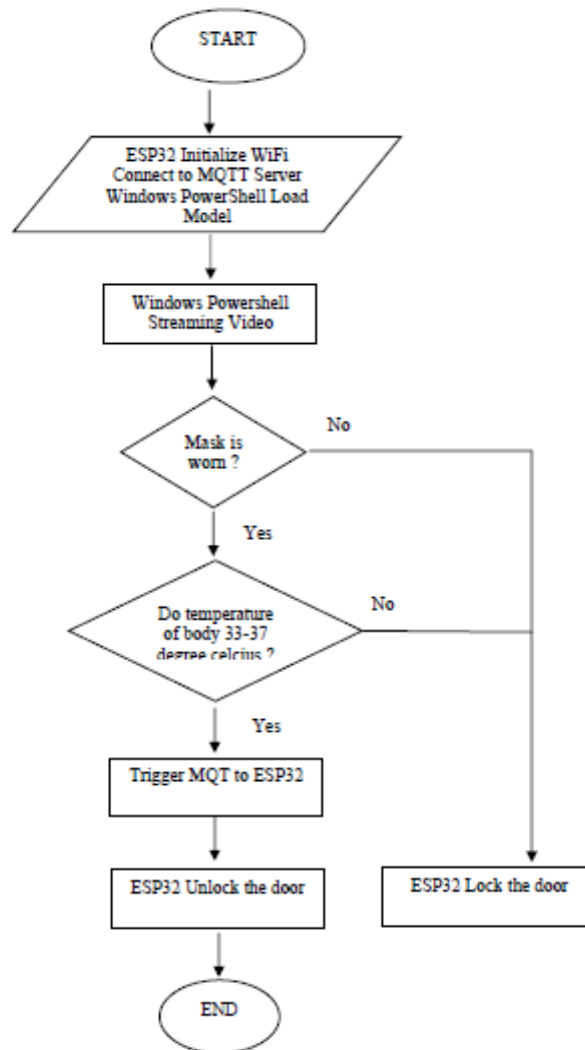 START
ESP32 Initialize WiFi
Connect to MQTT Server
Windows PowerShell Load
Model
Windows Powershell
Streaming Video
Mask is
worn ?
No
Yes
Do temperature
of body 33-37
degree celcius ?
No
Yes
Trigger MQT to ESP32
ESP32 Unlock the door
ESP32 Lock the door
END